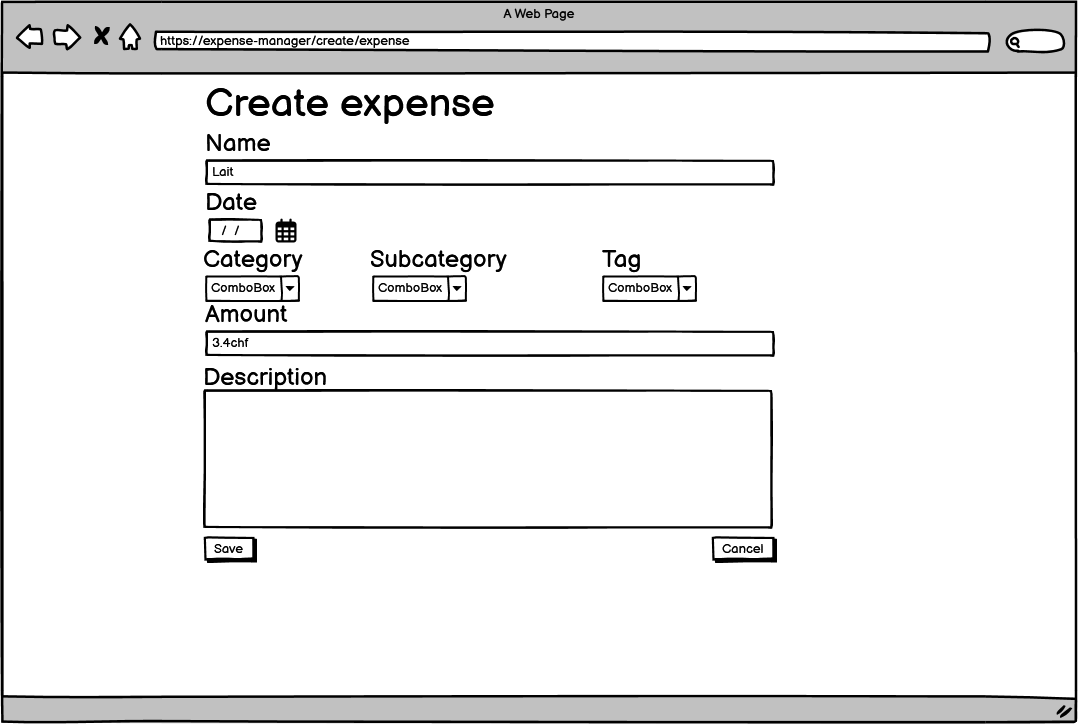 A Web Page
https://expense-manager/create/expense
Create expense
Name
Lait
Date
/ /
Category Subcategory Tag
ComboBox ComboBox ComboBox
Amount
3.4chf
Description
Save Cancel